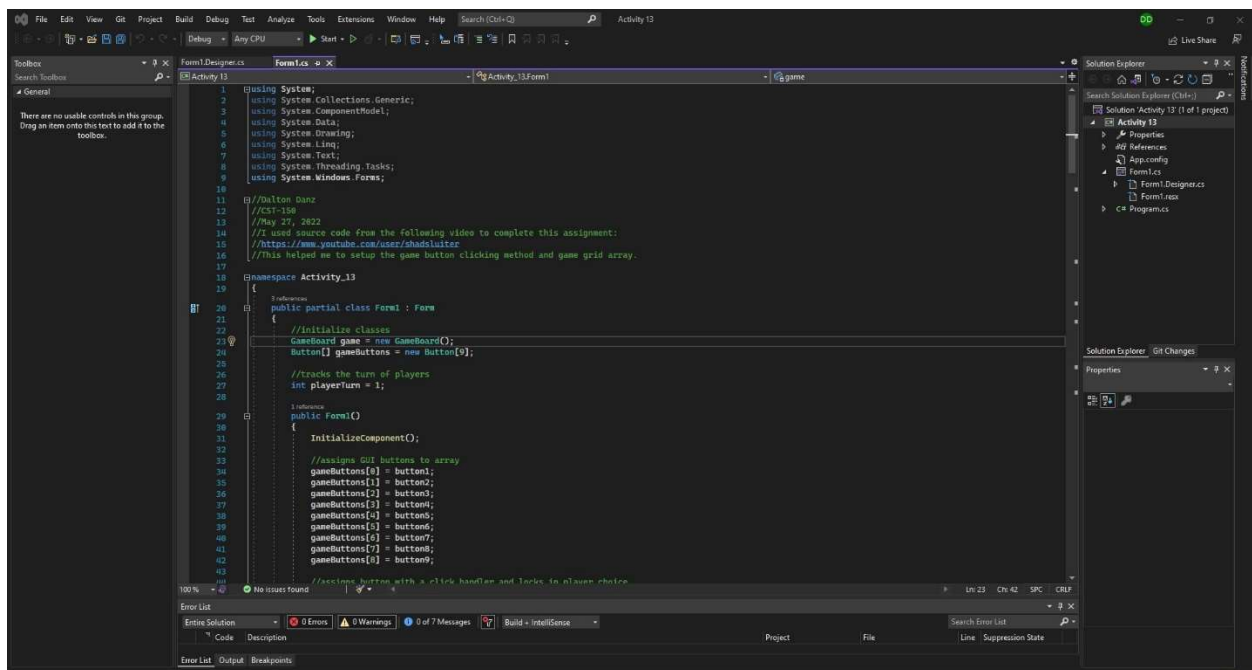 File Edit View Git Project Build Debug Test Analyze Tools Extensions Window Help Search (Ctrl+Q) Activity 13 DD
Debug Any CPU Start Live Share
Toolbox
Search Toolbox
General
There are no usable controls in this group.
Drag an item onto this text to add it to the
toolbox.
Form1.Designer.cs Form1.cs
Activity 13 Activity_13.Form1 game
1 using System;
2 using System.Collections.Generic;
3 using System.ComponentModel;
4 using System.Data;
5 using System.Drawing;
6 using System.Linq;
7 using System.Text;
8 using System.Threading.Tasks;
9 using System.Windows.Forms;
10
11 //Dalton Danz
12 //CST-150
13 //May 27, 2022
14 //I used source code from the following video to complete this assignment:
15 //https://www.youtube.com/user/shadsluiter
16 //This helped me to setup the game button clicking method and game grid array.
17
18 namespace Activity_13
19 {
3 references
20 public partial class Form1 : Form
21 {
22 //initialize classes
23 GameBoard game = new GameBoard();
24 Button[] gameButtons = new Button[9];
25
26 //tracks the turn of players
27 int playerTurn = 1;
28
1 reference
29 public Form1()
30 {
31 InitializeComponent();
32
33 //assigns GUI buttons to array
34 gameButtons[0] = button1;
35 gameButtons[1] = button2;
36 gameButtons[2] = button3;
37 gameButtons[3] = button4;
38 gameButtons[4] = button5;
39 gameButtons[5] = button6;
40 gameButtons[6] = button7;
41 gameButtons[7] = button8;
42 gameButtons[8] = button9;
43
44 //assigns button with a click handler and locks in player choice
100 % No issues found Ln: 23 Ch: 42 SPC CRLF
Error List
Entire Solution 0 Errors 0 Warnings 0 of 7 Messages Build + IntelliSense Search Error List
Code Description Project File Line Suppression State
Error List Output Breakpoints
Solution Explorer
Search Solution Explorer (Ctrl+;)
Solution 'Activity 13' (1 of 1 project)
Activity 13
Properties
References
App.config
Form1.cs
Form1.Designer.cs
Form1.resx
C# Program.cs
Solution Explorer Git Changes
Properties
Notifications